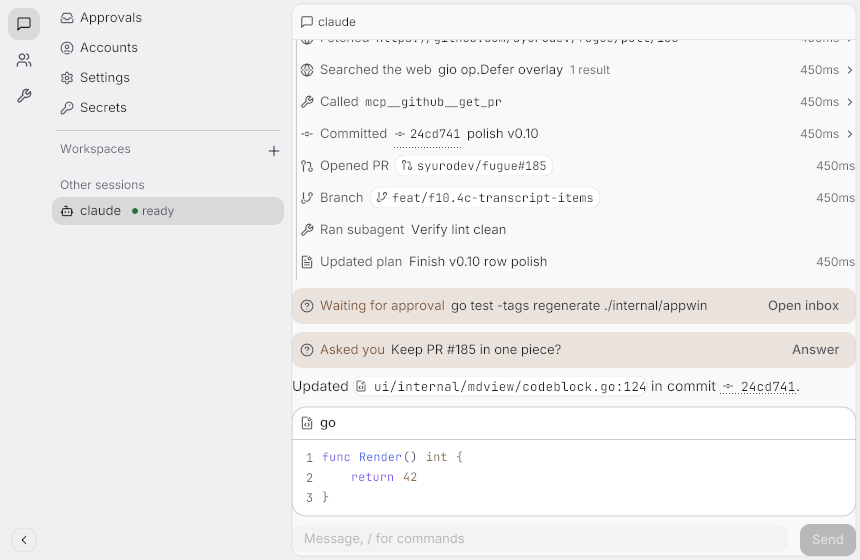 Approvals
Accounts
Settings
Secrets
Workspaces
Other sessions
claude ready
claude
Searched the web gio op.Defer overlay 1 result 450ms
Called mcp__github__get_pr 450ms
Committed 24cd741 polish v0.10 450ms
Opened PR syurodev/fugue#185 450ms
Branch feat/f10.4c-transcript-items 450ms
Ran subagent Verify lint clean
Updated plan Finish v0.10 row polish 450ms
Waiting for approval go test -tags regenerate ./internal/appwin Open inbox
Asked you Keep PR #185 in one piece? Answer
Updated ui/internal/mdview/codeblock.go:124 in commit 24cd741.
go
1 func Render() int {
2     return 42
3 }
Message, / for commands Send